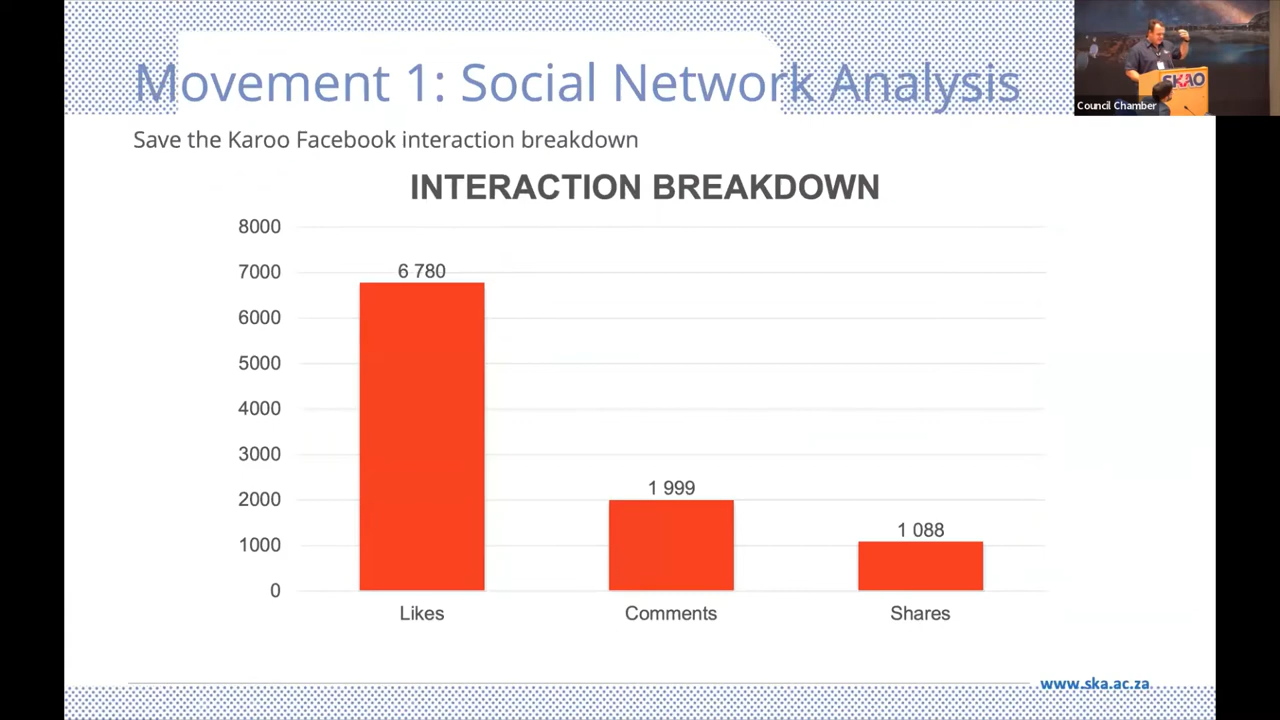 Movement 1: Social Network Analysis
SKAO
Council Chamber
Save the Karoo Facebook interaction breakdown
INTERACTION BREAKDOWN
8000
7000
6000
5000
4000
3000
2000
1000
0
6 780
1 999
1 088
Likes
Comments
Shares
www.ska.ac.za